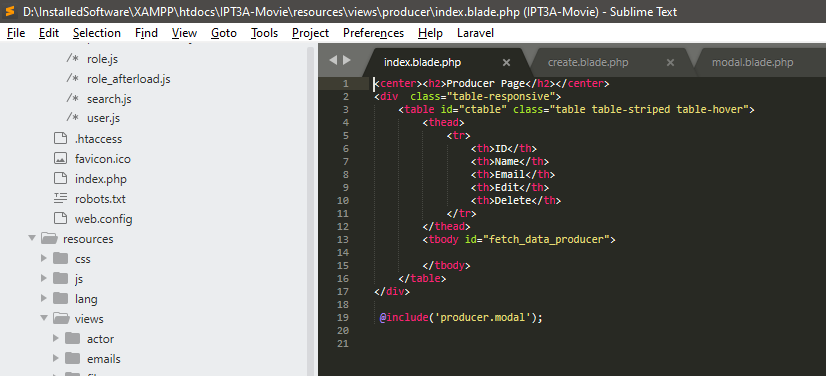 D:\InstalledSoftware\XAMPP\htdocs\IPT3A-Movie\resources\views\producer\index.blade.php (IPT3A-Movie) - Sublime Text
File Edit Selection Find View Goto Tools Project Preferences Help Laravel
/* role.js
/* role_afterload.js
/* search.js
/* user.js
.htaccess
favicon.ico
index.php
robots.txt
web.config
resources
css
js
lang
views
actor
emails
index.blade.php × create.blade.php × modal.blade.php
1 <center><h2>Producer Page</h2></center>
2 <div  class="table-responsive">
3 <table id="ctable" class="table table-striped table-hover">
4 <thead>
5 <tr>
6 <th>ID</th>
7 <th>Name</th>
8 <th>Email</th>
9 <th>Edit</th>
10 <th>Delete</th>
11 </tr>
12 </thead>
13 <tbody id="fetch_data_producer">
14
15 </tbody>
16 </table>
17 </div>
18
19 @include('producer.modal');
20
21